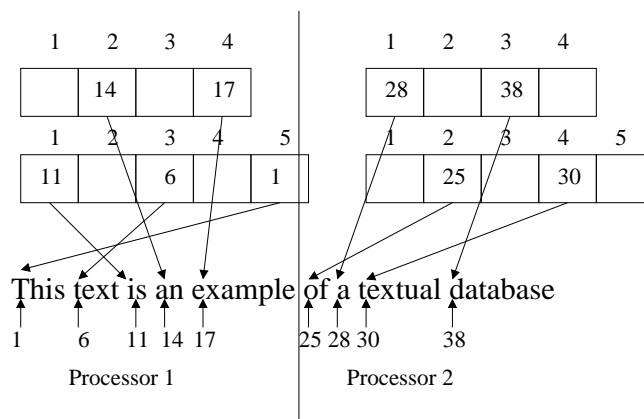 1 2 3 4 1 2 3 4
14 17 28 38
1 2 3 4 5 1 2 3 4 5
11 6 1 25 30
This text is an example of a textual database
1 6 11 14 17 25 28 30 38
Processor 1 Processor 2